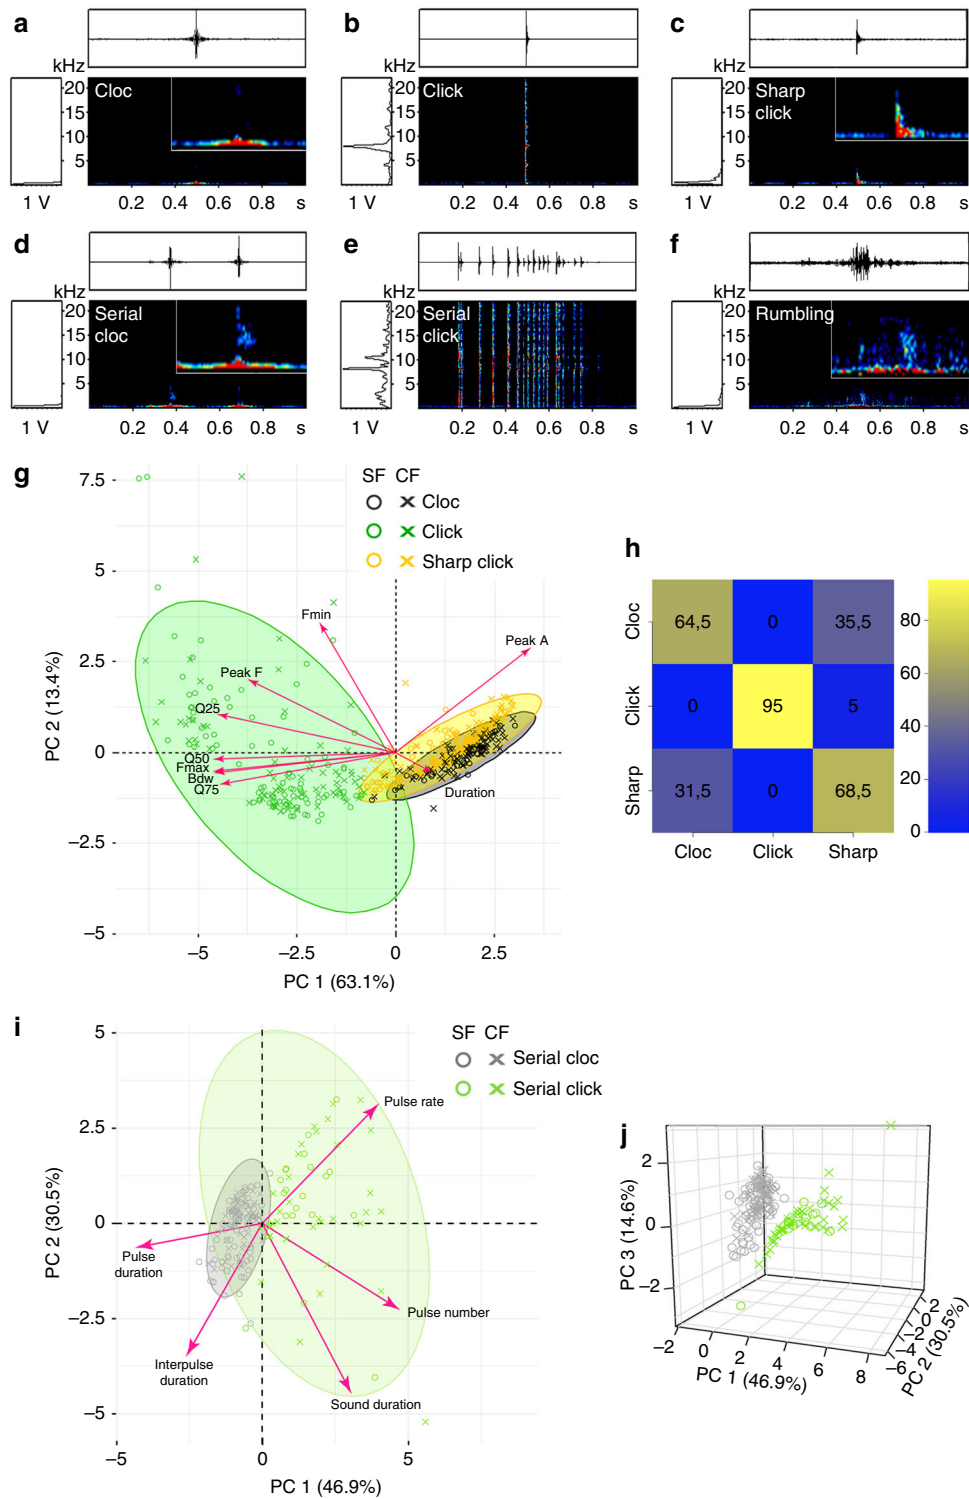 a
b
c
kHz
kHz
kHz
Cloc
Click
Sharp
click
20
15
10
5
20
15
10
5
20
15
10
5
1 V
0.2 0.4 0.6 0.8 s
1 V
0.2 0.4 0.6 0.8 s
1 V
0.2 0.4 0.6 0.8 s
d
e
f
kHz
kHz
kHz
Serial
cloc
Serial
click
Rumbling
20
15
10
5
20
15
10
5
20
15
10
5
1 V
0.2 0.4 0.6 0.8 s
1 V
0.2 0.4 0.6 0.8 s
1 V
0.2 0.4 0.6 0.8 s
g
SF CF
Cloc
Click
Sharp click
7.5
5
2.5
0
−2.5
−5
PC 2 (13.4%)
Fmin
Peak A
Peak F
Q25
Q50
Fmax
Bdw
Q75
Duration
−5 −2.5 0 2.5
PC 1 (63.1%)
h
Cloc
Click
Sharp
64,5 0 35,5
0 95 5
31,5 0 68,5
Cloc Click Sharp
80
60
40
20
0
i
SF CF
Serial cloc
Serial click
5
2.5
0
−2.5
−5
PC 2 (30.5%)
Pulse rate
Pulse
duration
Pulse number
Interpulse
duration
Sound duration
−5 0 5
PC 1 (46.9%)
j
2
0
−2
PC 3 (14.6%)
−2 0 2 4 6 8
PC 1 (46.9%)
2
0
−2
−4
−6
PC 2 (30.5%)